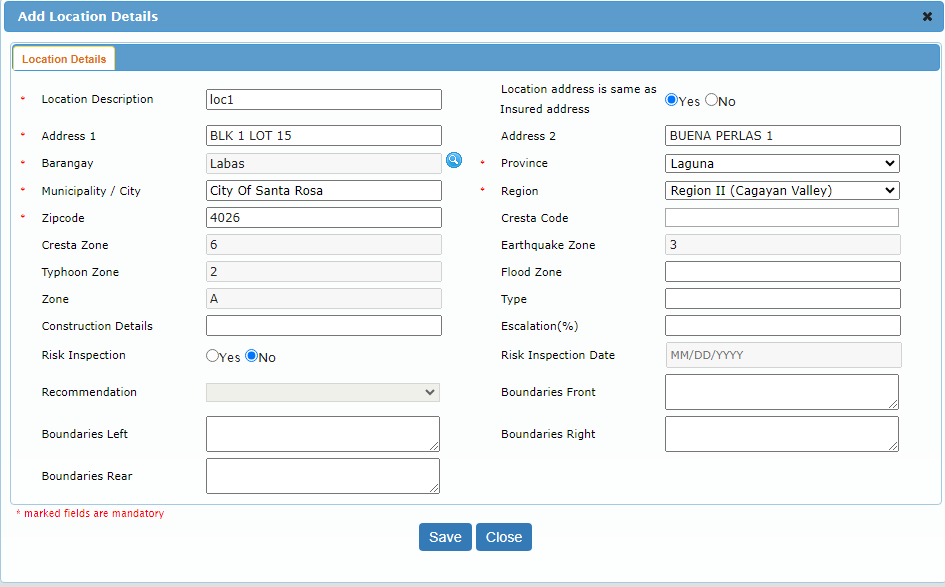 Add Location Details
Location Details
* Location Description loc1 Location address is same as Insured address Yes No
* Address 1 BLK 1 LOT 15 Address 2 BUENA PERLAS 1
* Barangay Labas * Province Laguna
* Municipality / City City Of Santa Rosa * Region Region II (Cagayan Valley)
* Zipcode 4026 Cresta Code
Cresta Zone 6 Earthquake Zone 3
Typhoon Zone 2 Flood Zone
Zone A Type
Construction Details Escalation(%)
Risk Inspection Yes No Risk Inspection Date MM/DD/YYYY
Recommendation Boundaries Front
Boundaries Left Boundaries Right
Boundaries Rear
* marked fields are mandatory
Save Close